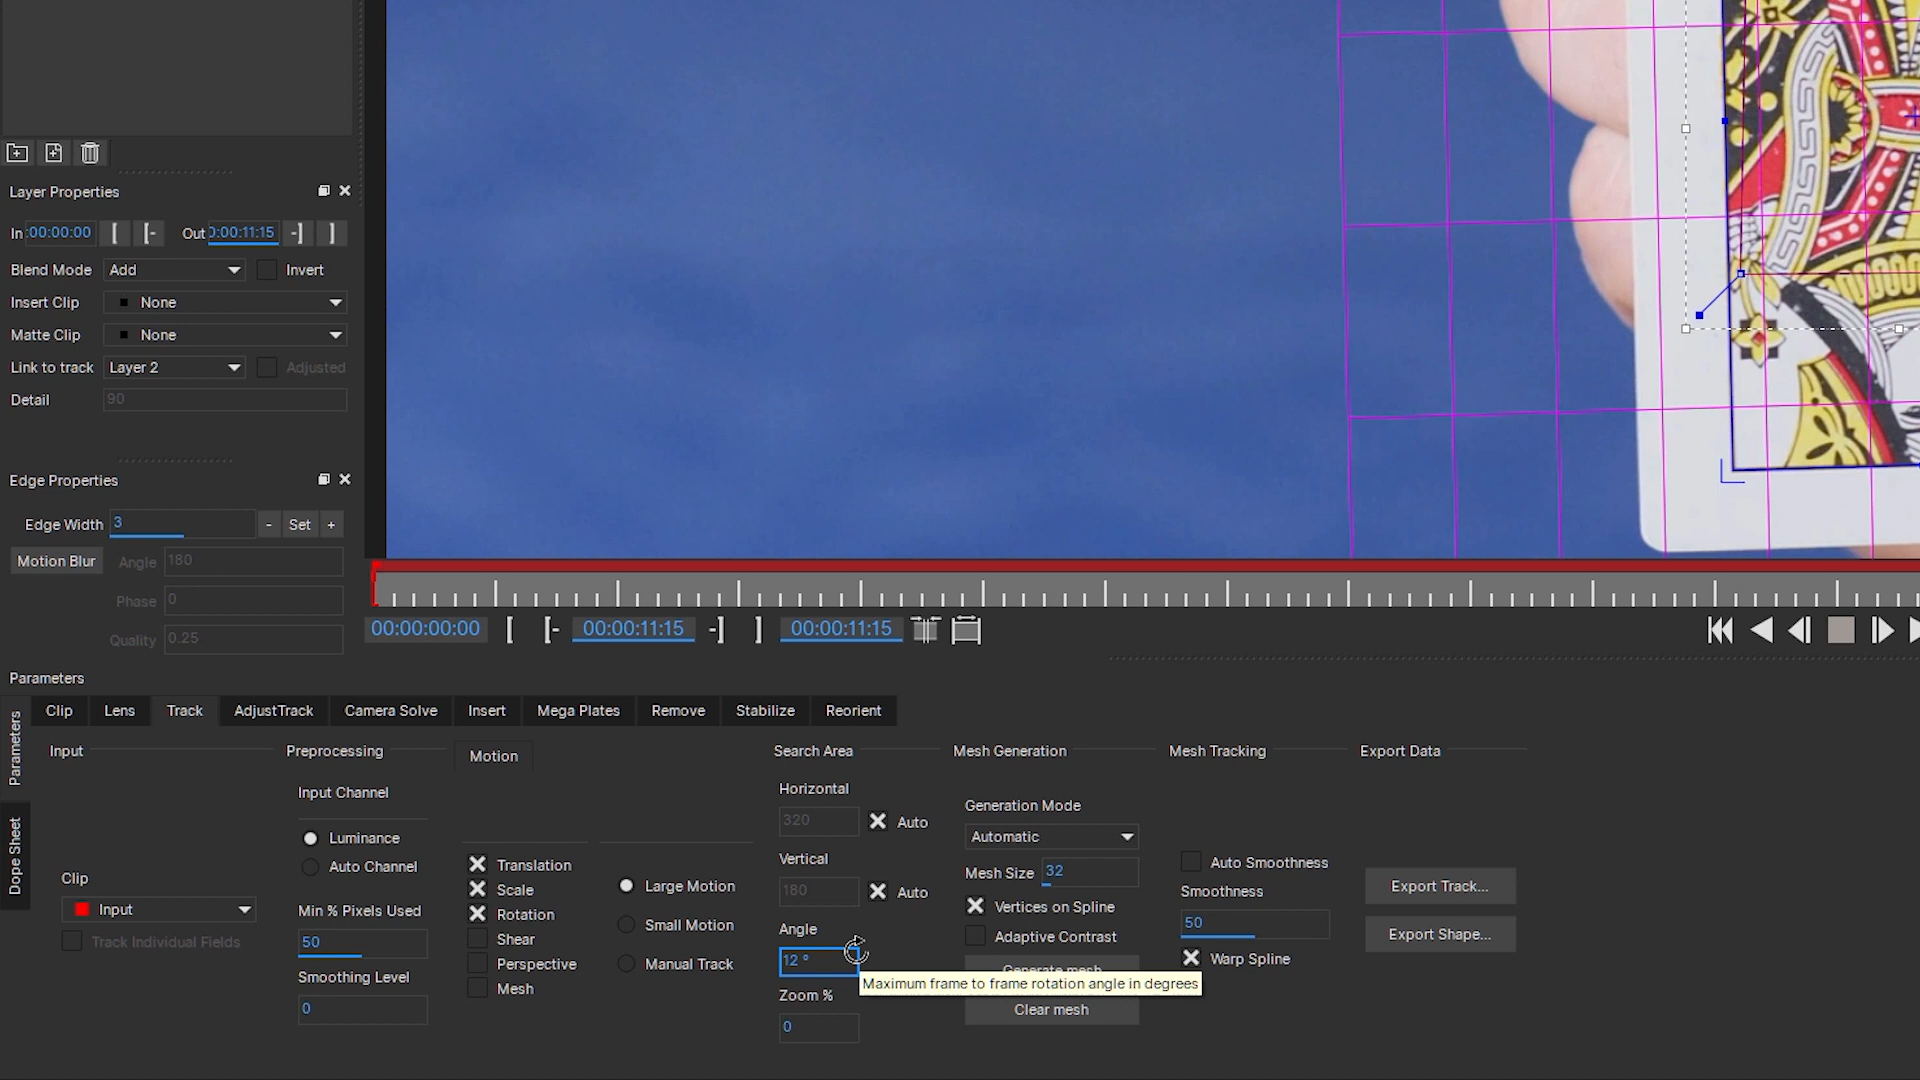 Layer Properties
In :00:00:00 [ [- Out 0:00:11:15 -] ]
Blend Mode Add Invert
Insert Clip None
Matte Clip None
Link to track Layer 2 Adjusted
Detail 90
Edge Properties
Edge Width 3 - Set +
Motion Blur Angle 180
Phase 0
Quality 0.25
00:00:00:00 [ [- 00:00:11:15 -] ] 00:00:11:15
Parameters
Parameters
Dope Sheet
Clip Lens Track AdjustTrack Camera Solve Insert Mega Plates Remove Stabilize Reorient
Input
Clip
Input
Track Individual Fields
Preprocessing
Input Channel
Luminance
Auto Channel
Min % Pixels Used
50
Smoothing Level
0
Motion
Translation
Scale
Rotation
Shear
Perspective
Mesh
Large Motion
Small Motion
Manual Track
Search Area
Horizontal
320 Auto
Vertical
180 Auto
Angle
12 °
Maximum frame to frame rotation angle in degrees
Zoom %
0
Mesh Generation
Generation Mode
Automatic
Mesh Size 32
Vertices on Spline
Adaptive Contrast
Generate mesh
Clear mesh
Mesh Tracking
Auto Smoothness
Smoothness
50
Warp Spline
Export Data
Export Track...
Export Shape...